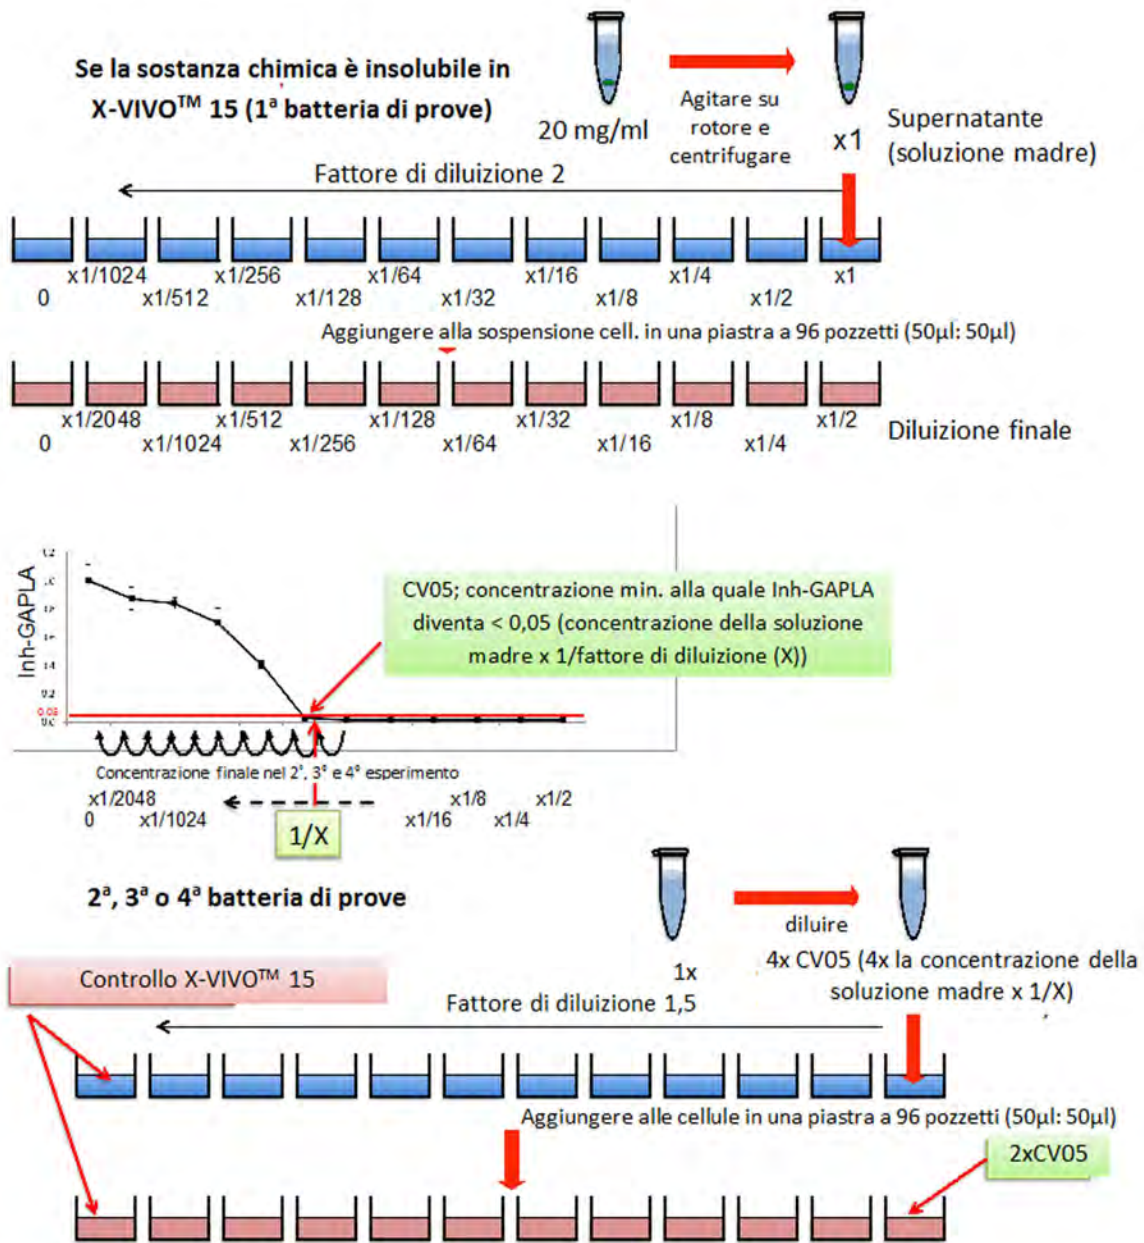 Se la sostanza chimica è insolubile in
X-VIVO™ 15 (1ª batteria di prove)
20 mg/ml
Agitare su
rotore e
centrifugare
x1
Supernatante
(soluzione madre)
Fattore di diluizione 2
x1/1024 x1/256 x1/64 x1/16 x1/4 x1
0 x1/512 x1/128 x1/32 x1/8 x1/2
Aggiungere alla sospensione cell. in una piastra a 96 pozzetti (50µl: 50µl)
x1/2048 x1/512 x1/128 x1/32 x1/8 x1/2
0 x1/1024 x1/256 x1/64 x1/16 x1/4
Diluizione finale
Inh-GAPLA
0.2
0.05
CV05; concentrazione min. alla quale Inh-GAPLA
diventa < 0,05 (concentrazione della soluzione
madre x 1/fattore di diluizione (X))
Concentrazione finale nel 2°, 3° e 4° esperimento
x1/2048 x1/8 x1/2
0 x1/1024 x1/16 x1/4
1/X
2ª, 3ª o 4ª batteria di prove
1x
diluire
4x CV05 (4x la concentrazione della
soluzione madre x 1/X)
Controllo X-VIVO™ 15
Fattore di diluizione 1,5
Aggiungere alle cellule in una piastra a 96 pozzetti (50µl: 50µl)
2xCV05